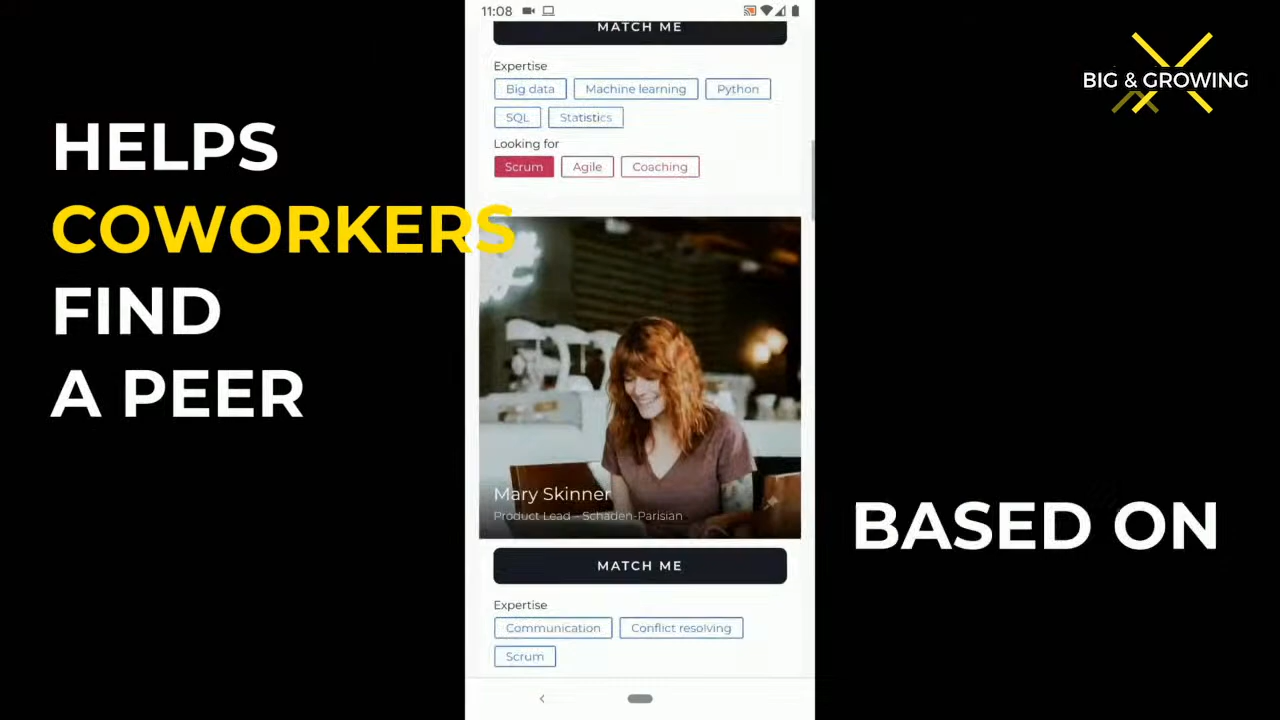 HELPS
COWORKERS
FIND
A PEER
11:08
MATCH ME
Expertise
Big data Machine learning Python
SQL Statistics
Looking for
Scrum Agile Coaching
Mary Skinner
Product Lead - Schaden-Parisian
MATCH ME
Expertise
Communication Conflict resolving
Scrum
BIG & GROWING
BASED ON